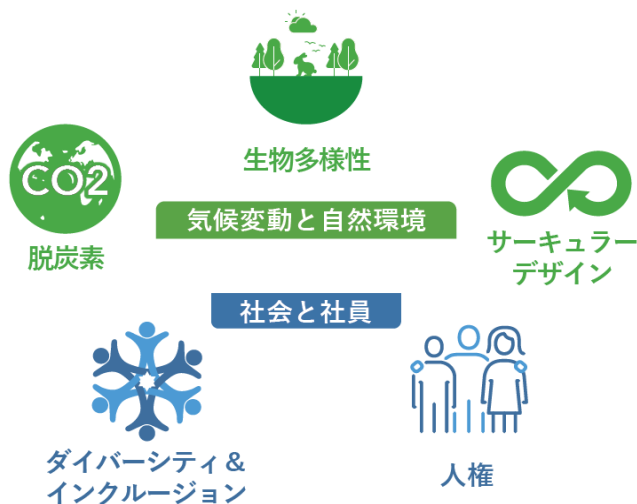 生物多様性
CO2
脱炭素
気候変動と自然環境
サーキュラー
デザイン
社会と社員
ダイバーシティ&
インクルージョン
人権